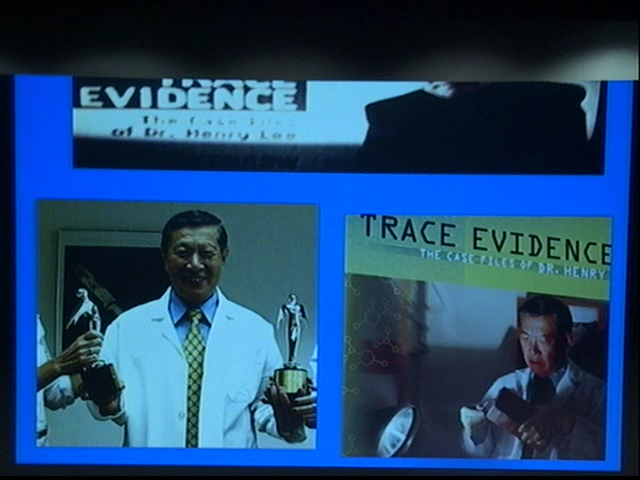 TRACE
EVIDENCE
The Case Files
of Dr. Henry Lee
TRACE EVIDENCE
THE CASE FILES OF DR. HENRY